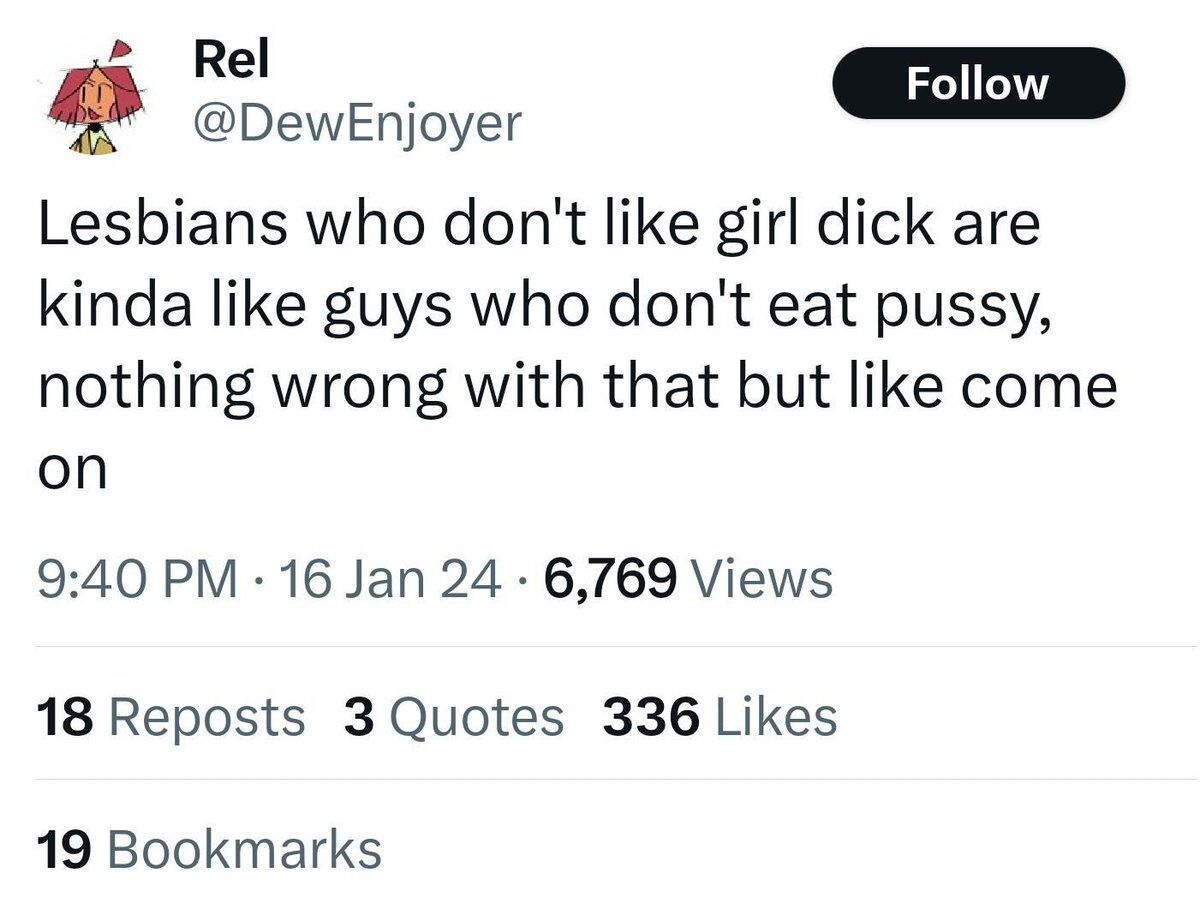 Rel
@DewEnjoyer
Follow
Lesbians who don't like girl dick are
kinda like guys who don't eat pussy,
nothing wrong with that but like come
on
9:40 PM · 16 Jan 24 · 6,769 Views
18 Reposts 3 Quotes 336 Likes
19 Bookmarks